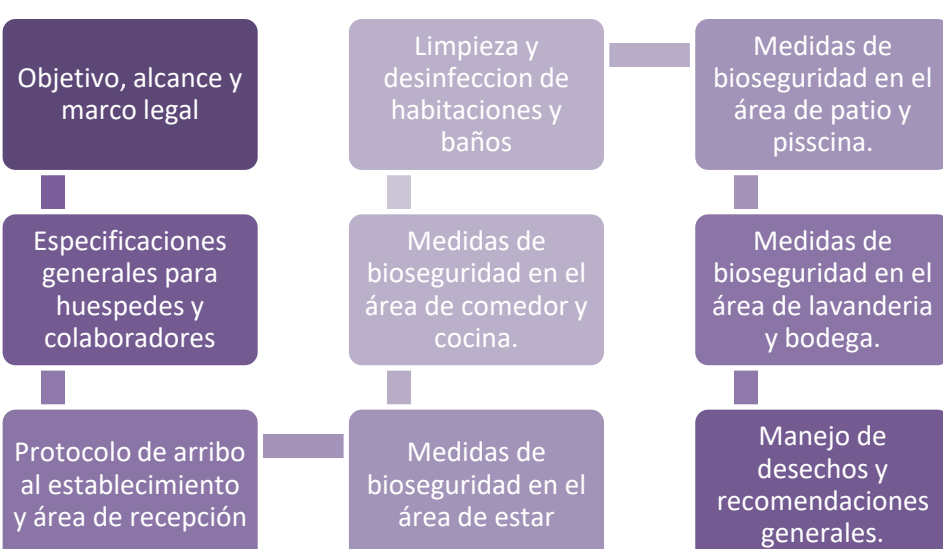 Objetivo, alcance y
marco legal
Especificaciones
generales para
huespedes y
colaboradores
Protocolo de arribo
al establecimiento
y área de recepción
Medidas de
bioseguridad en el
área de estar
Medidas de
bioseguridad en el
área de comedor y
cocina.
Limpieza y
desinfeccion de
habitaciones y
baños
Medidas de
bioseguridad en el
área de patio y
pisscina.
Medidas de
bioseguridad en el
área de lavanderia
y bodega.
Manejo de
desechos y
recomendaciones
generales.